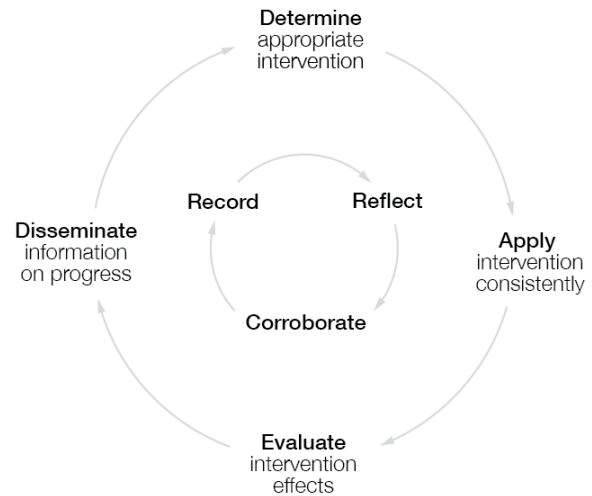 Determine
appropriate
intervention
Record
Reflect
Disseminate
information
on progress
Apply
intervention
consistently
Corroborate
Evaluate
intervention
effects